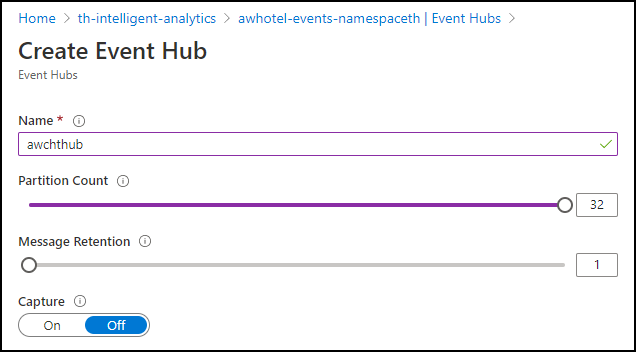 Home > th-intelligent-analytics > awhotel-events-namespaceth | Event Hubs >
Create Event Hub
Event Hubs
Name *
awchthub
Partition Count
32
Message Retention
1
Capture
On Off